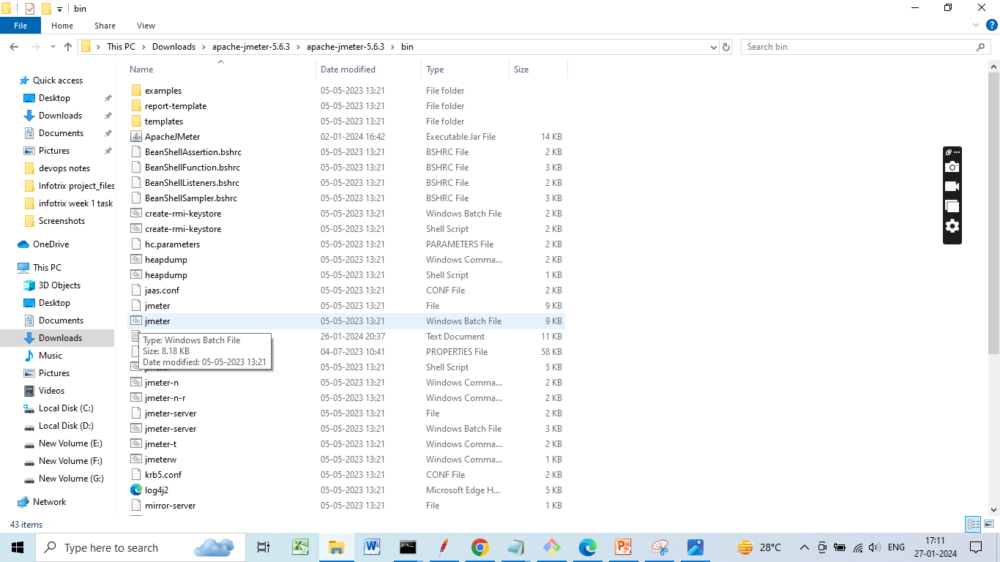 bin
File Home Share View
This PC Downloads apache-jmeter-5.6.3 apache-jmeter-5.6.3 bin
Search bin
Quick access
Desktop
Downloads
Documents
Pictures
devops notes
Infotrix project_files
infotrix week 1 task
Screenshots
OneDrive
This PC
3D Objects
Desktop
Documents
Downloads
Music
Pictures
Videos
Local Disk (C:)
Local Disk (D:)
New Volume (E:)
New Volume (F:)
New Volume (G:)
Network
Name Date modified Type Size
examples 05-05-2023 13:21 File folder
report-template 05-05-2023 13:21 File folder
templates 05-05-2023 13:21 File folder
ApacheJMeter 02-01-2024 16:42 Executable Jar File 14 KB
BeanShellAssertion.bshrc 05-05-2023 13:21 BSHRC File 2 KB
BeanShellFunction.bshrc 05-05-2023 13:21 BSHRC File 3 KB
BeanShellListeners.bshrc 05-05-2023 13:21 BSHRC File 2 KB
BeanShellSampler.bshrc 05-05-2023 13:21 BSHRC File 3 KB
create-rmi-keystore 05-05-2023 13:21 Windows Batch File 2 KB
create-rmi-keystore 05-05-2023 13:21 Shell Script 2 KB
hc.parameters 05-05-2023 13:21 PARAMETERS File 2 KB
heapdump 05-05-2023 13:21 Windows Comma... 2 KB
heapdump 05-05-2023 13:21 Shell Script 1 KB
jaas.conf 05-05-2023 13:21 CONF File 2 KB
jmeter 05-05-2023 13:21 File 9 KB
jmeter 05-05-2023 13:21 Windows Batch File 9 KB
26-01-2024 20:37 Text Document 11 KB
04-07-2023 10:41 PROPERTIES File 58 KB
05-05-2023 13:21 Shell Script 5 KB
Type: Windows Batch File
Size: 8.18 KB
Date modified: 05-05-2023 13:21
jmeter-n 05-05-2023 13:21 Windows Comma... 2 KB
jmeter-n-r 05-05-2023 13:21 Windows Comma... 2 KB
jmeter-server 05-05-2023 13:21 File 2 KB
jmeter-server 05-05-2023 13:21 Windows Batch File 3 KB
jmeter-t 05-05-2023 13:21 Windows Comma... 2 KB
jmeterw 05-05-2023 13:21 Windows Comma... 1 KB
krb5.conf 05-05-2023 13:21 CONF File 2 KB
log4j2 05-05-2023 13:21 Microsoft Edge H... 5 KB
mirror-server 05-05-2023 13:21 File 1 KB
43 items
Type here to search
28°C
ENG
17:11
27-01-2024